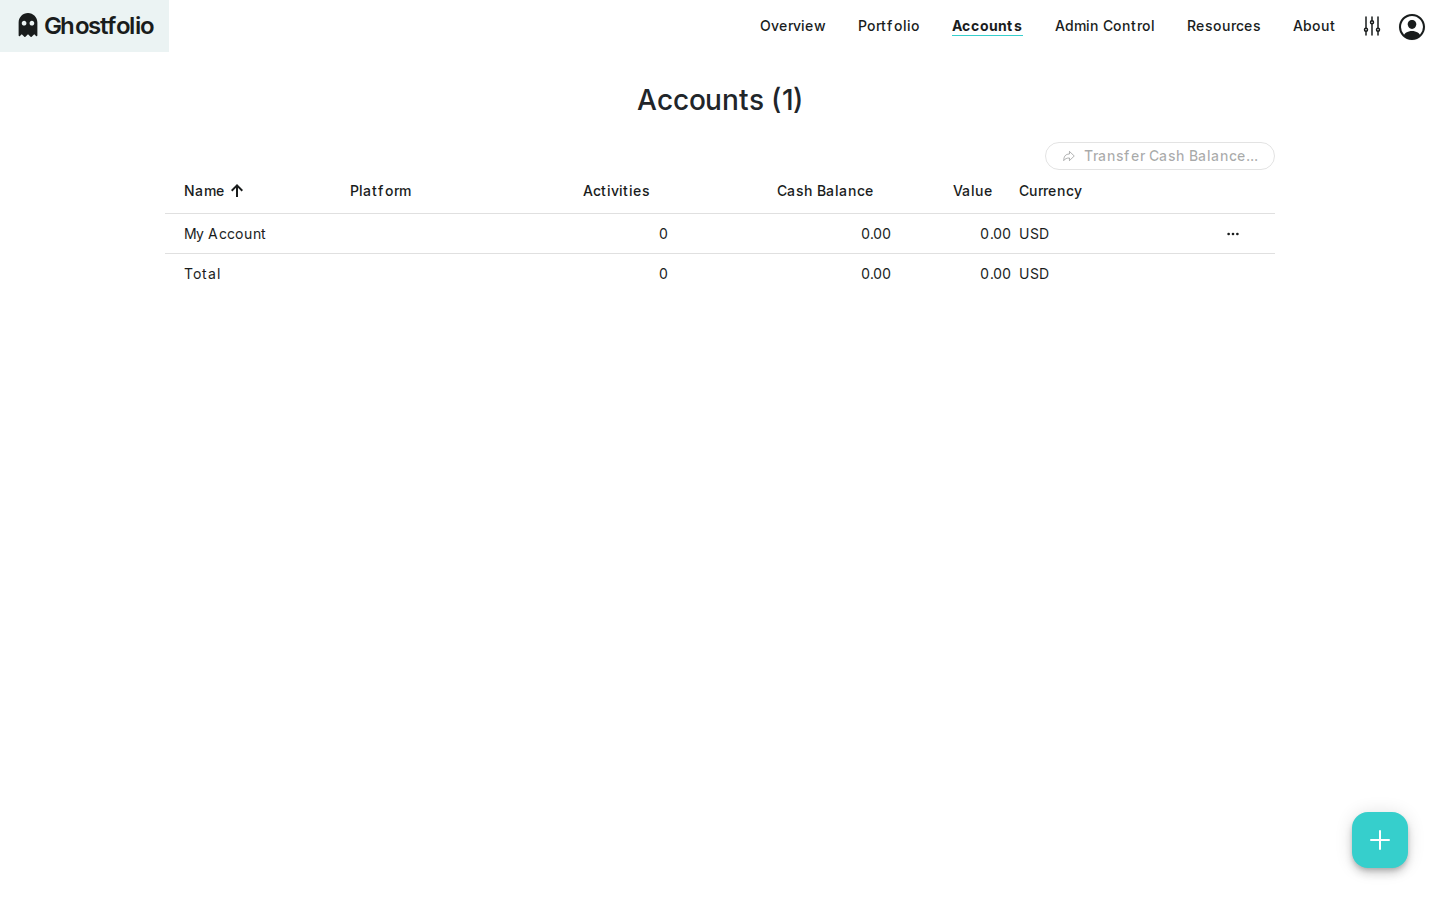 Ghostfolio
Overview Portfolio Accounts Admin Control Resources About
Accounts (1)
Transfer Cash Balance...
Name Platform Activities Cash Balance Value Currency
My Account 0 0.00 0.00 USD
Total 0 0.00 0.00 USD